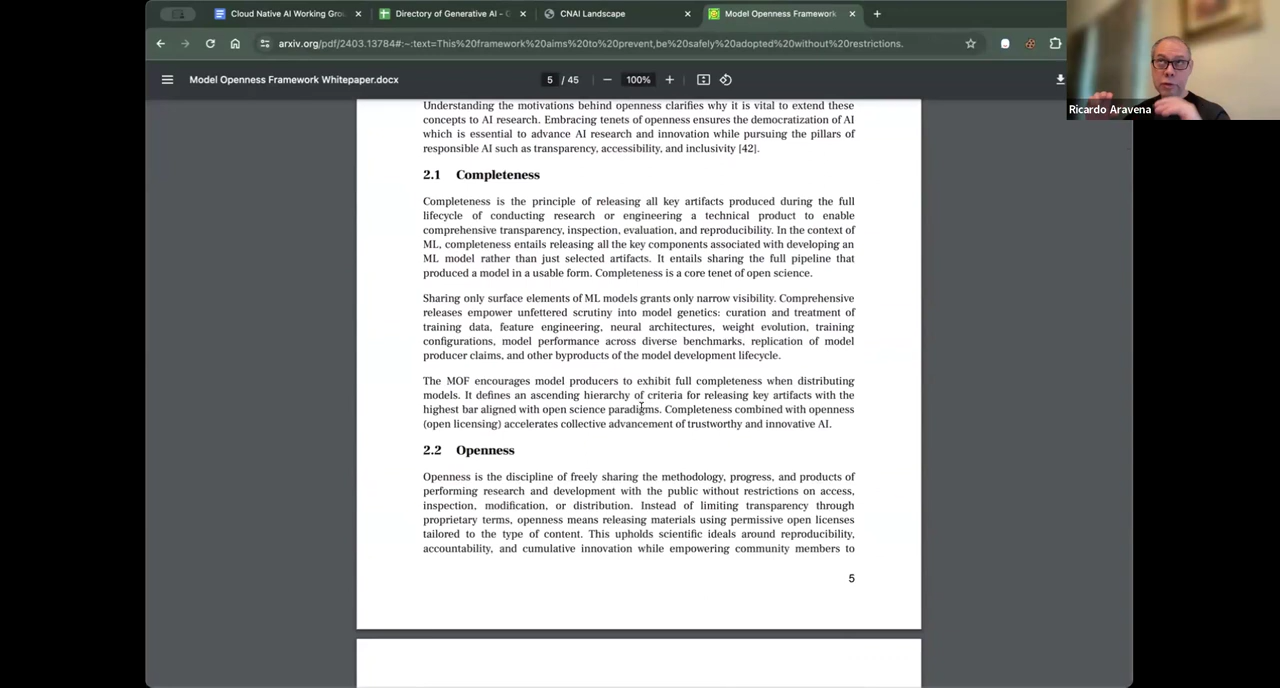 Cloud Native AI Working Gro
Directory of Generative AI - G
CNAI Landscape
Model Openness Framework
arxiv.org/pdf/2403.13784#:~:text=This%20framework%20aims%20to%20prevent,be%20safely%20adopted%20without%20restrictions.
Model Openness Framework Whitepaper.docx
5 / 45
100%
Ricardo Aravena
Understanding the motivations behind openness clarifies why it is vital to extend these
concepts to AI research. Embracing tenets of openness ensures the democratization of AI
which is essential to advance AI research and innovation while pursuing the pillars of
responsible AI such as transparency, accessibility, and inclusivity [42].
2.1 Completeness
Completeness is the principle of releasing all key artifacts produced during the full
lifecycle of conducting research or engineering a technical product to enable
comprehensive transparency, inspection, evaluation, and reproducibility. In the context of
ML, completeness entails releasing all the key components associated with developing an
ML model rather than just selected artifacts. It entails sharing the full pipeline that
produced a model in a usable form. Completeness is a core tenet of open science.
Sharing only surface elements of ML models grants only narrow visibility. Comprehensive
releases empower unfettered scrutiny into model genetics: curation and treatment of
training data, feature engineering, neural architectures, weight evolution, training
configurations, model performance across diverse benchmarks, replication of model
producer claims, and other byproducts of the model development lifecycle.
The MOF encourages model producers to exhibit full completeness when distributing
models. It defines an ascending hierarchy of criteria for releasing key artifacts with the
highest bar aligned with open science paradigms. Completeness combined with openness
(open licensing) accelerates collective advancement of trustworthy and innovative AI.
2.2 Openness
Openness is the discipline of freely sharing the methodology, progress, and products of
performing research and development with the public without restrictions on access,
inspection, modification, or distribution. Instead of limiting transparency through
proprietary terms, openness means releasing materials using permissive open licenses
tailored to the type of content. This upholds scientific ideals around reproducibility,
accountability, and cumulative innovation while empowering community members to
5